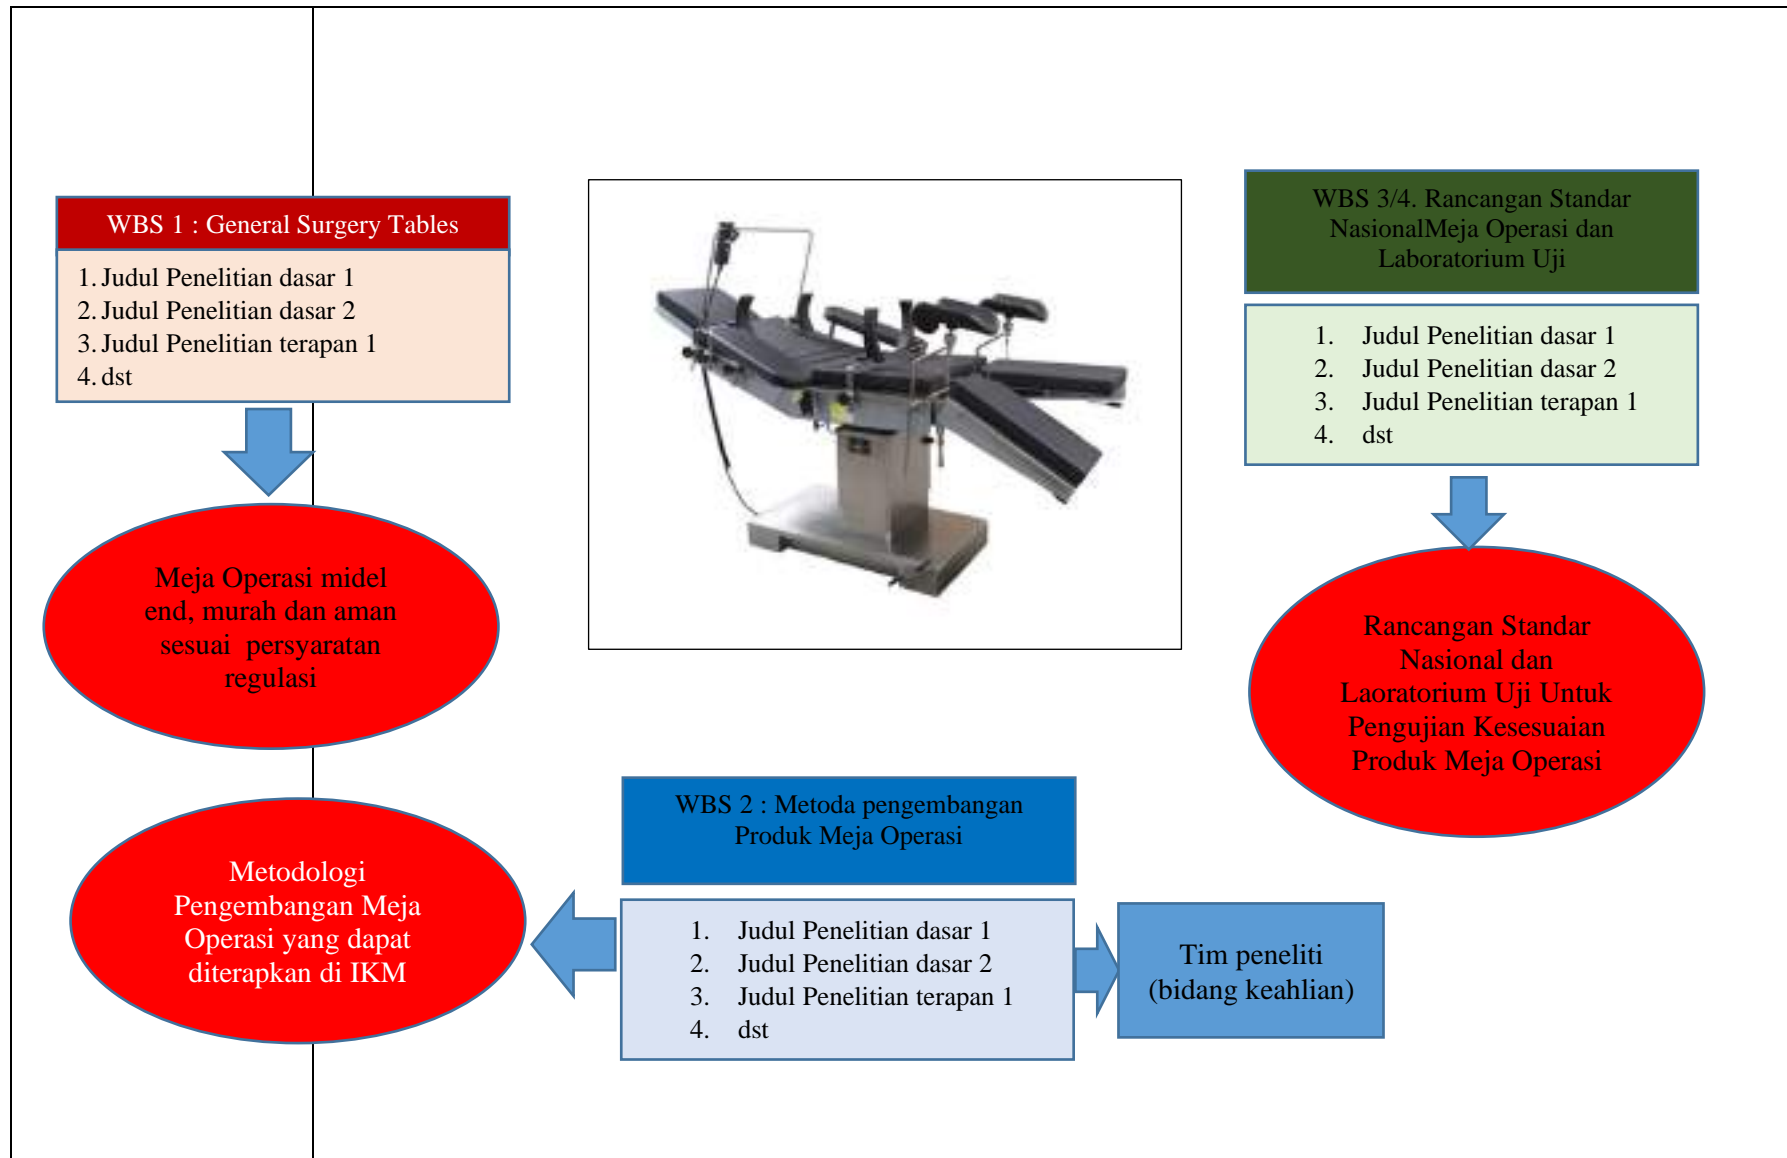 WBS 1 : General Surgery Tables
1. Judul Penelitian dasar 1
2. Judul Penelitian dasar 2
3. Judul Penelitian terapan 1
4. dst
Meja Operasi midel
end, murah dan aman
sesuai  persyaratan
regulasi
WBS 3/4. Rancangan Standar
NasionalMeja Operasi dan
Laboratorium Uji
1. Judul Penelitian dasar 1
2. Judul Penelitian dasar 2
3. Judul Penelitian terapan 1
4. dst
Rancangan Standar
Nasional dan
Laoratorium Uji Untuk
Pengujian Kesesuaian
Produk Meja Operasi
WBS 2 : Metoda pengembangan
Produk Meja Operasi
1. Judul Penelitian dasar 1
2. Judul Penelitian dasar 2
3. Judul Penelitian terapan 1
4. dst
Metodologi
Pengembangan Meja
Operasi yang dapat
diterapkan di IKM
Tim peneliti
(bidang keahlian)